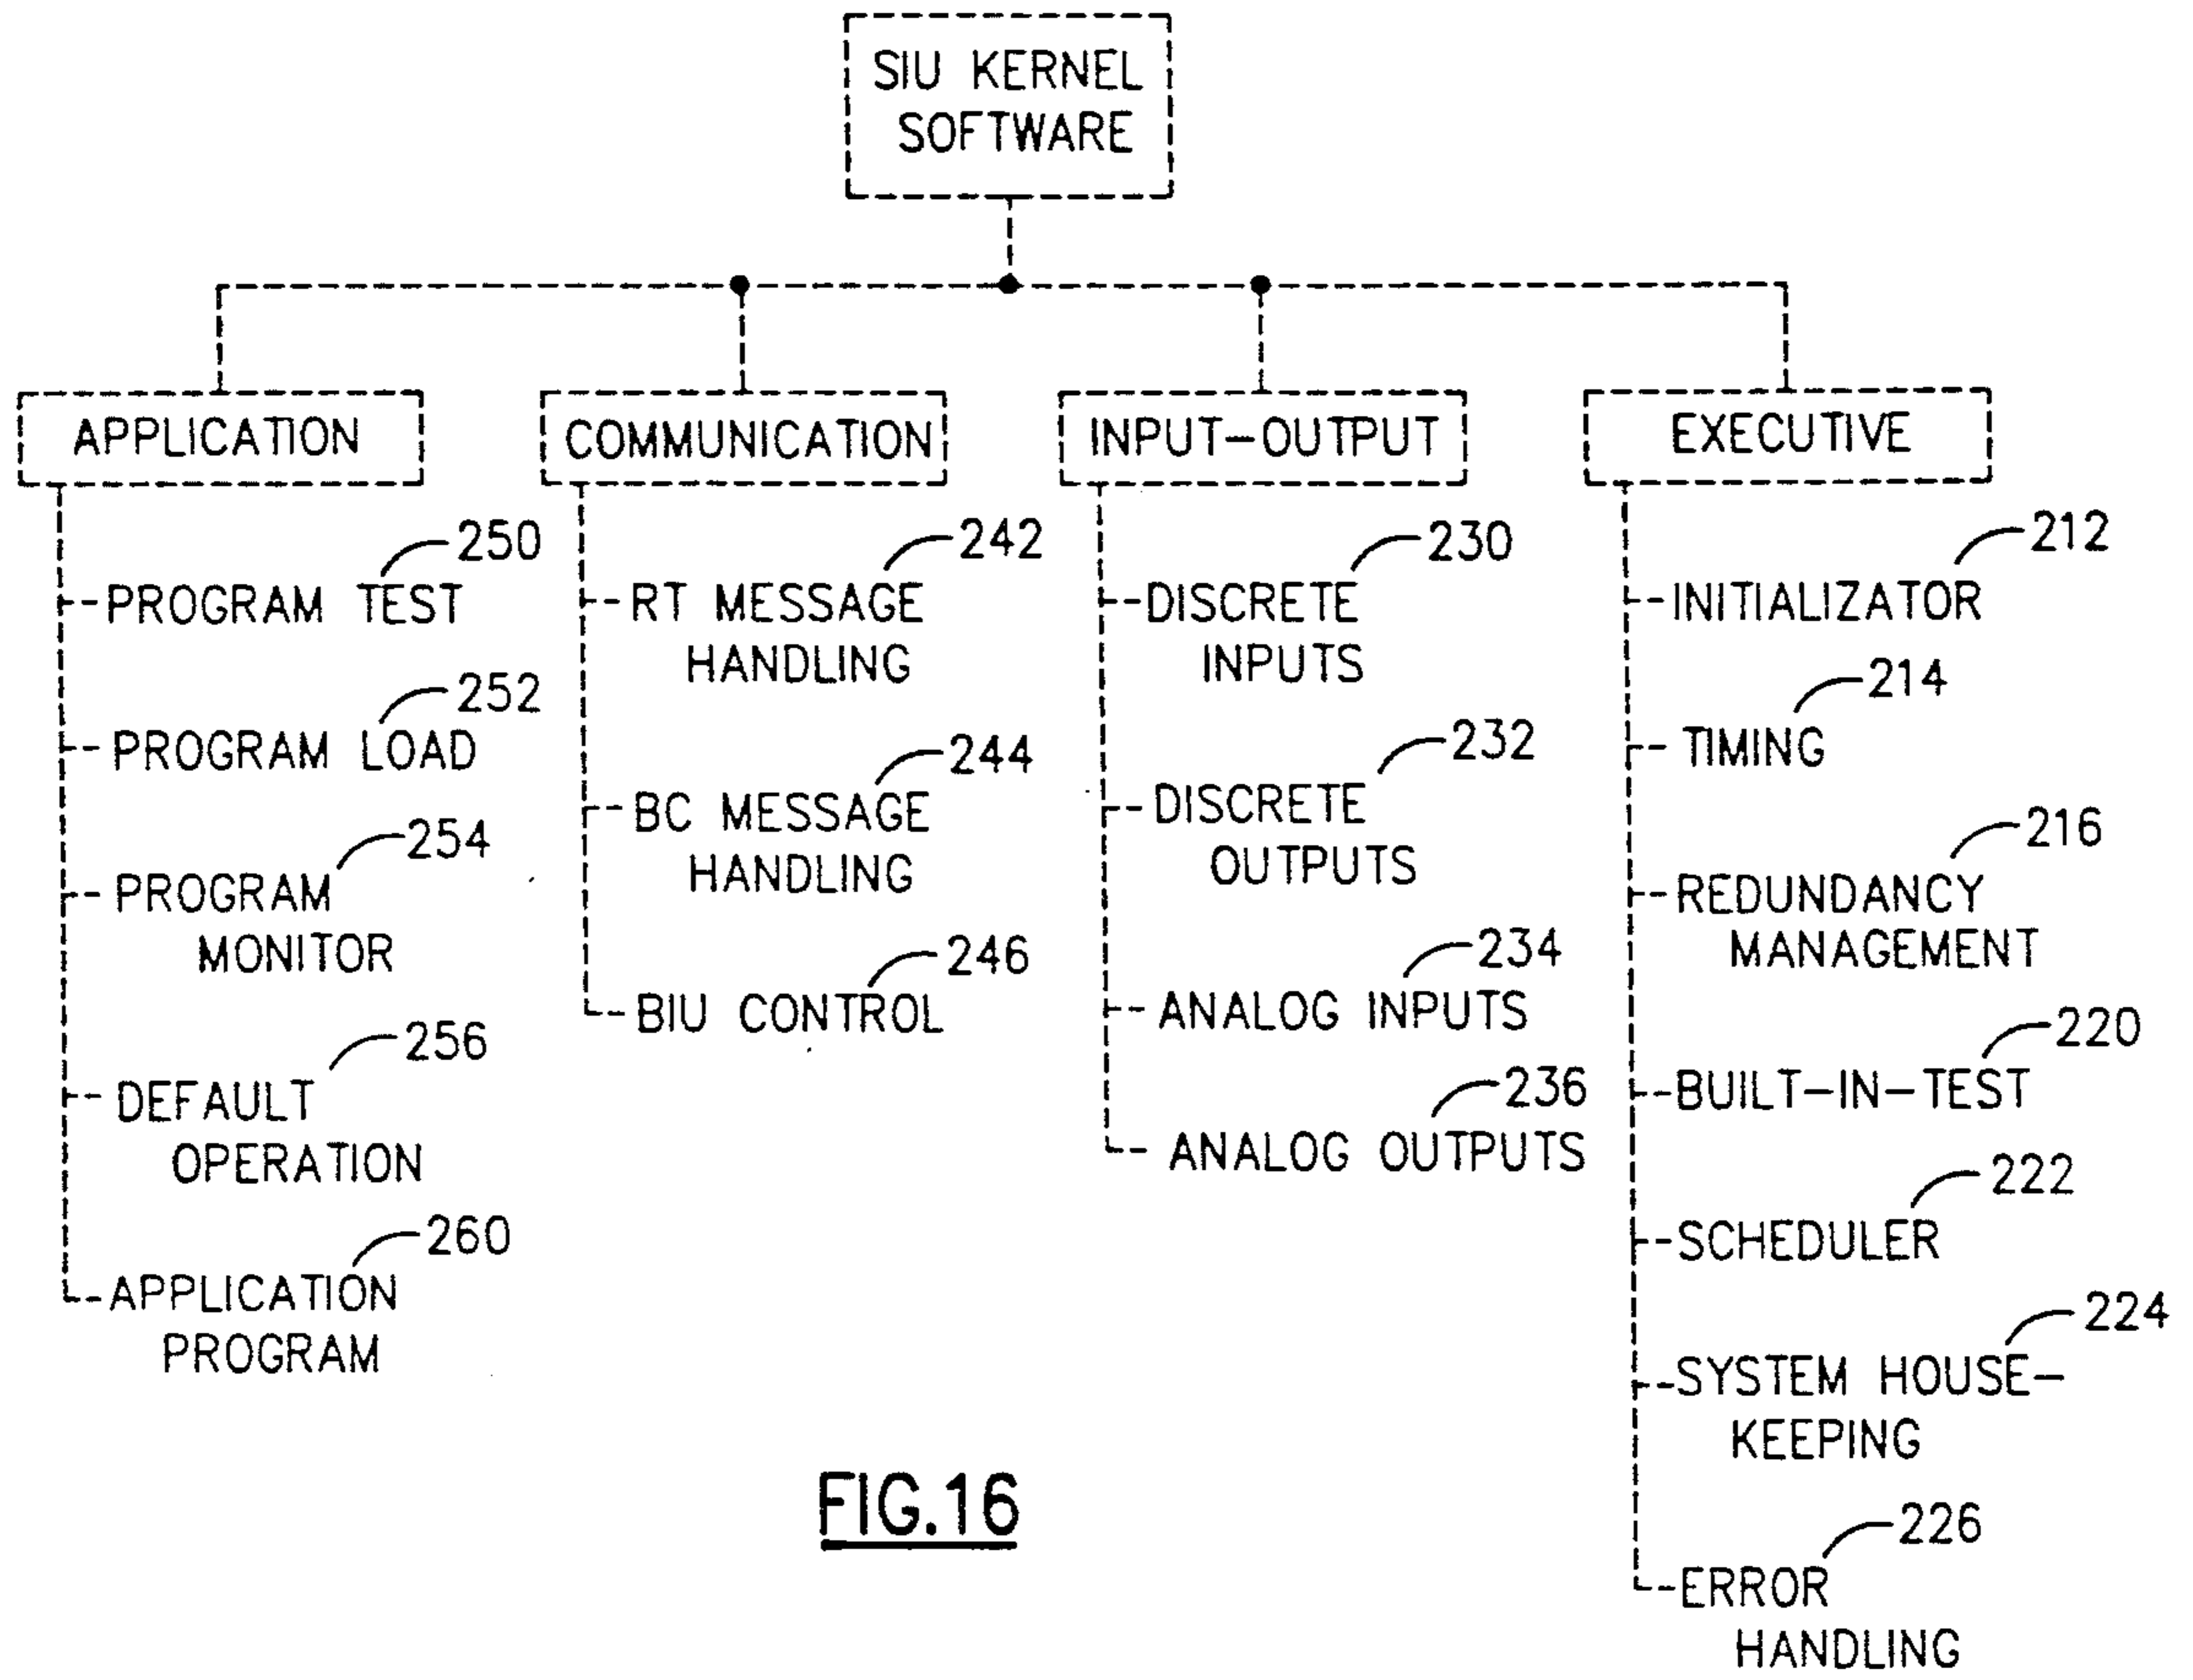 SIU KERNEL
SOFTWARE
APPLICATION
250
PROGRAM TEST
252
PROGRAM LOAD
254
PROGRAM
MONITOR
256
DEFAULT
OPERATION
260
APPLICATION
PROGRAM
COMMUNICATION
242
RT MESSAGE
HANDLING
244
BC MESSAGE
HANDLING
246
BIU CONTROL
INPUT-OUTPUT
230
DISCRETE
INPUTS
232
DISCRETE
OUTPUTS
234
ANALOG INPUTS
236
ANALOG OUTPUTS
EXECUTIVE
212
INITIALIZATOR
214
TIMING
216
REDUNDANCY
MANAGEMENT
220
BUILT-IN-TEST
222
SCHEDULER
224
SYSTEM HOUSE-
KEEPING
226
ERROR
HANDLING
FIG.16